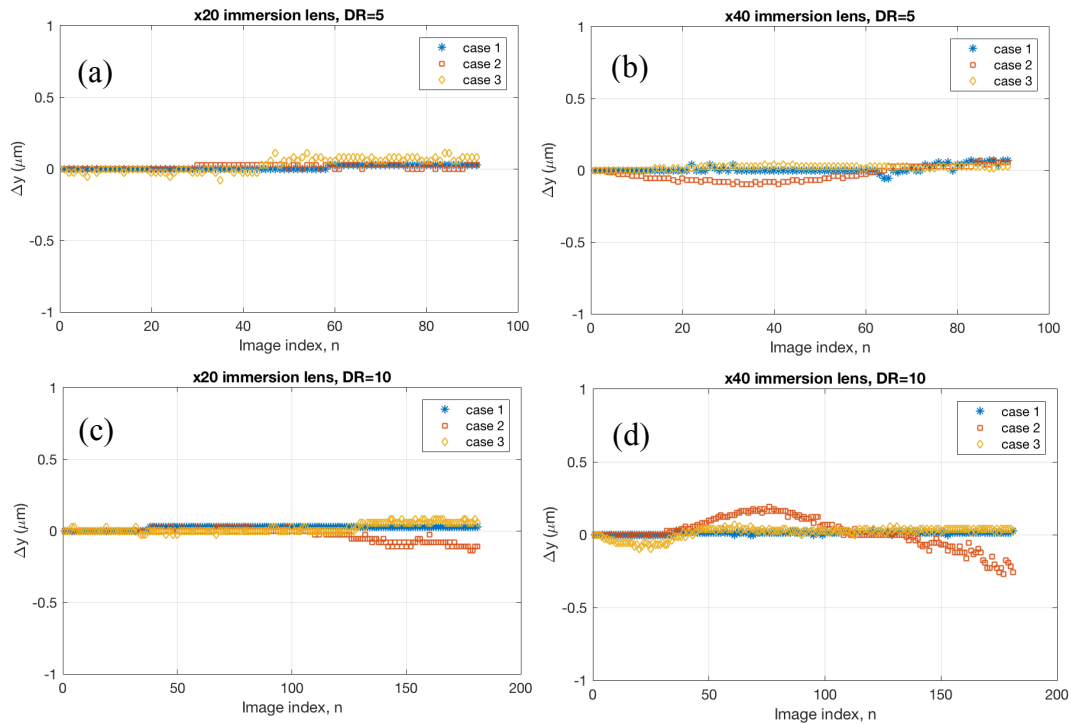 x20 immersion lens, DR=5
(a)
case 1
case 2
case 3
1
0.5
0
-0.5
-1
Δy (μm)
0 20 40 60 80 100
Image index, n
x40 immersion lens, DR=5
(b)
case 1
case 2
case 3
1
0.5
0
-0.5
-1
Δy (μm)
0 20 40 60 80 100
Image index, n
x20 immersion lens, DR=10
(c)
case 1
case 2
case 3
1
0.5
0
-0.5
-1
Δy (μm)
0 50 100 150 200
Image index, n
x40 immersion lens, DR=10
(d)
case 1
case 2
case 3
1
0.5
0
-0.5
-1
Δy (μm)
0 50 100 150 200
Image index, n